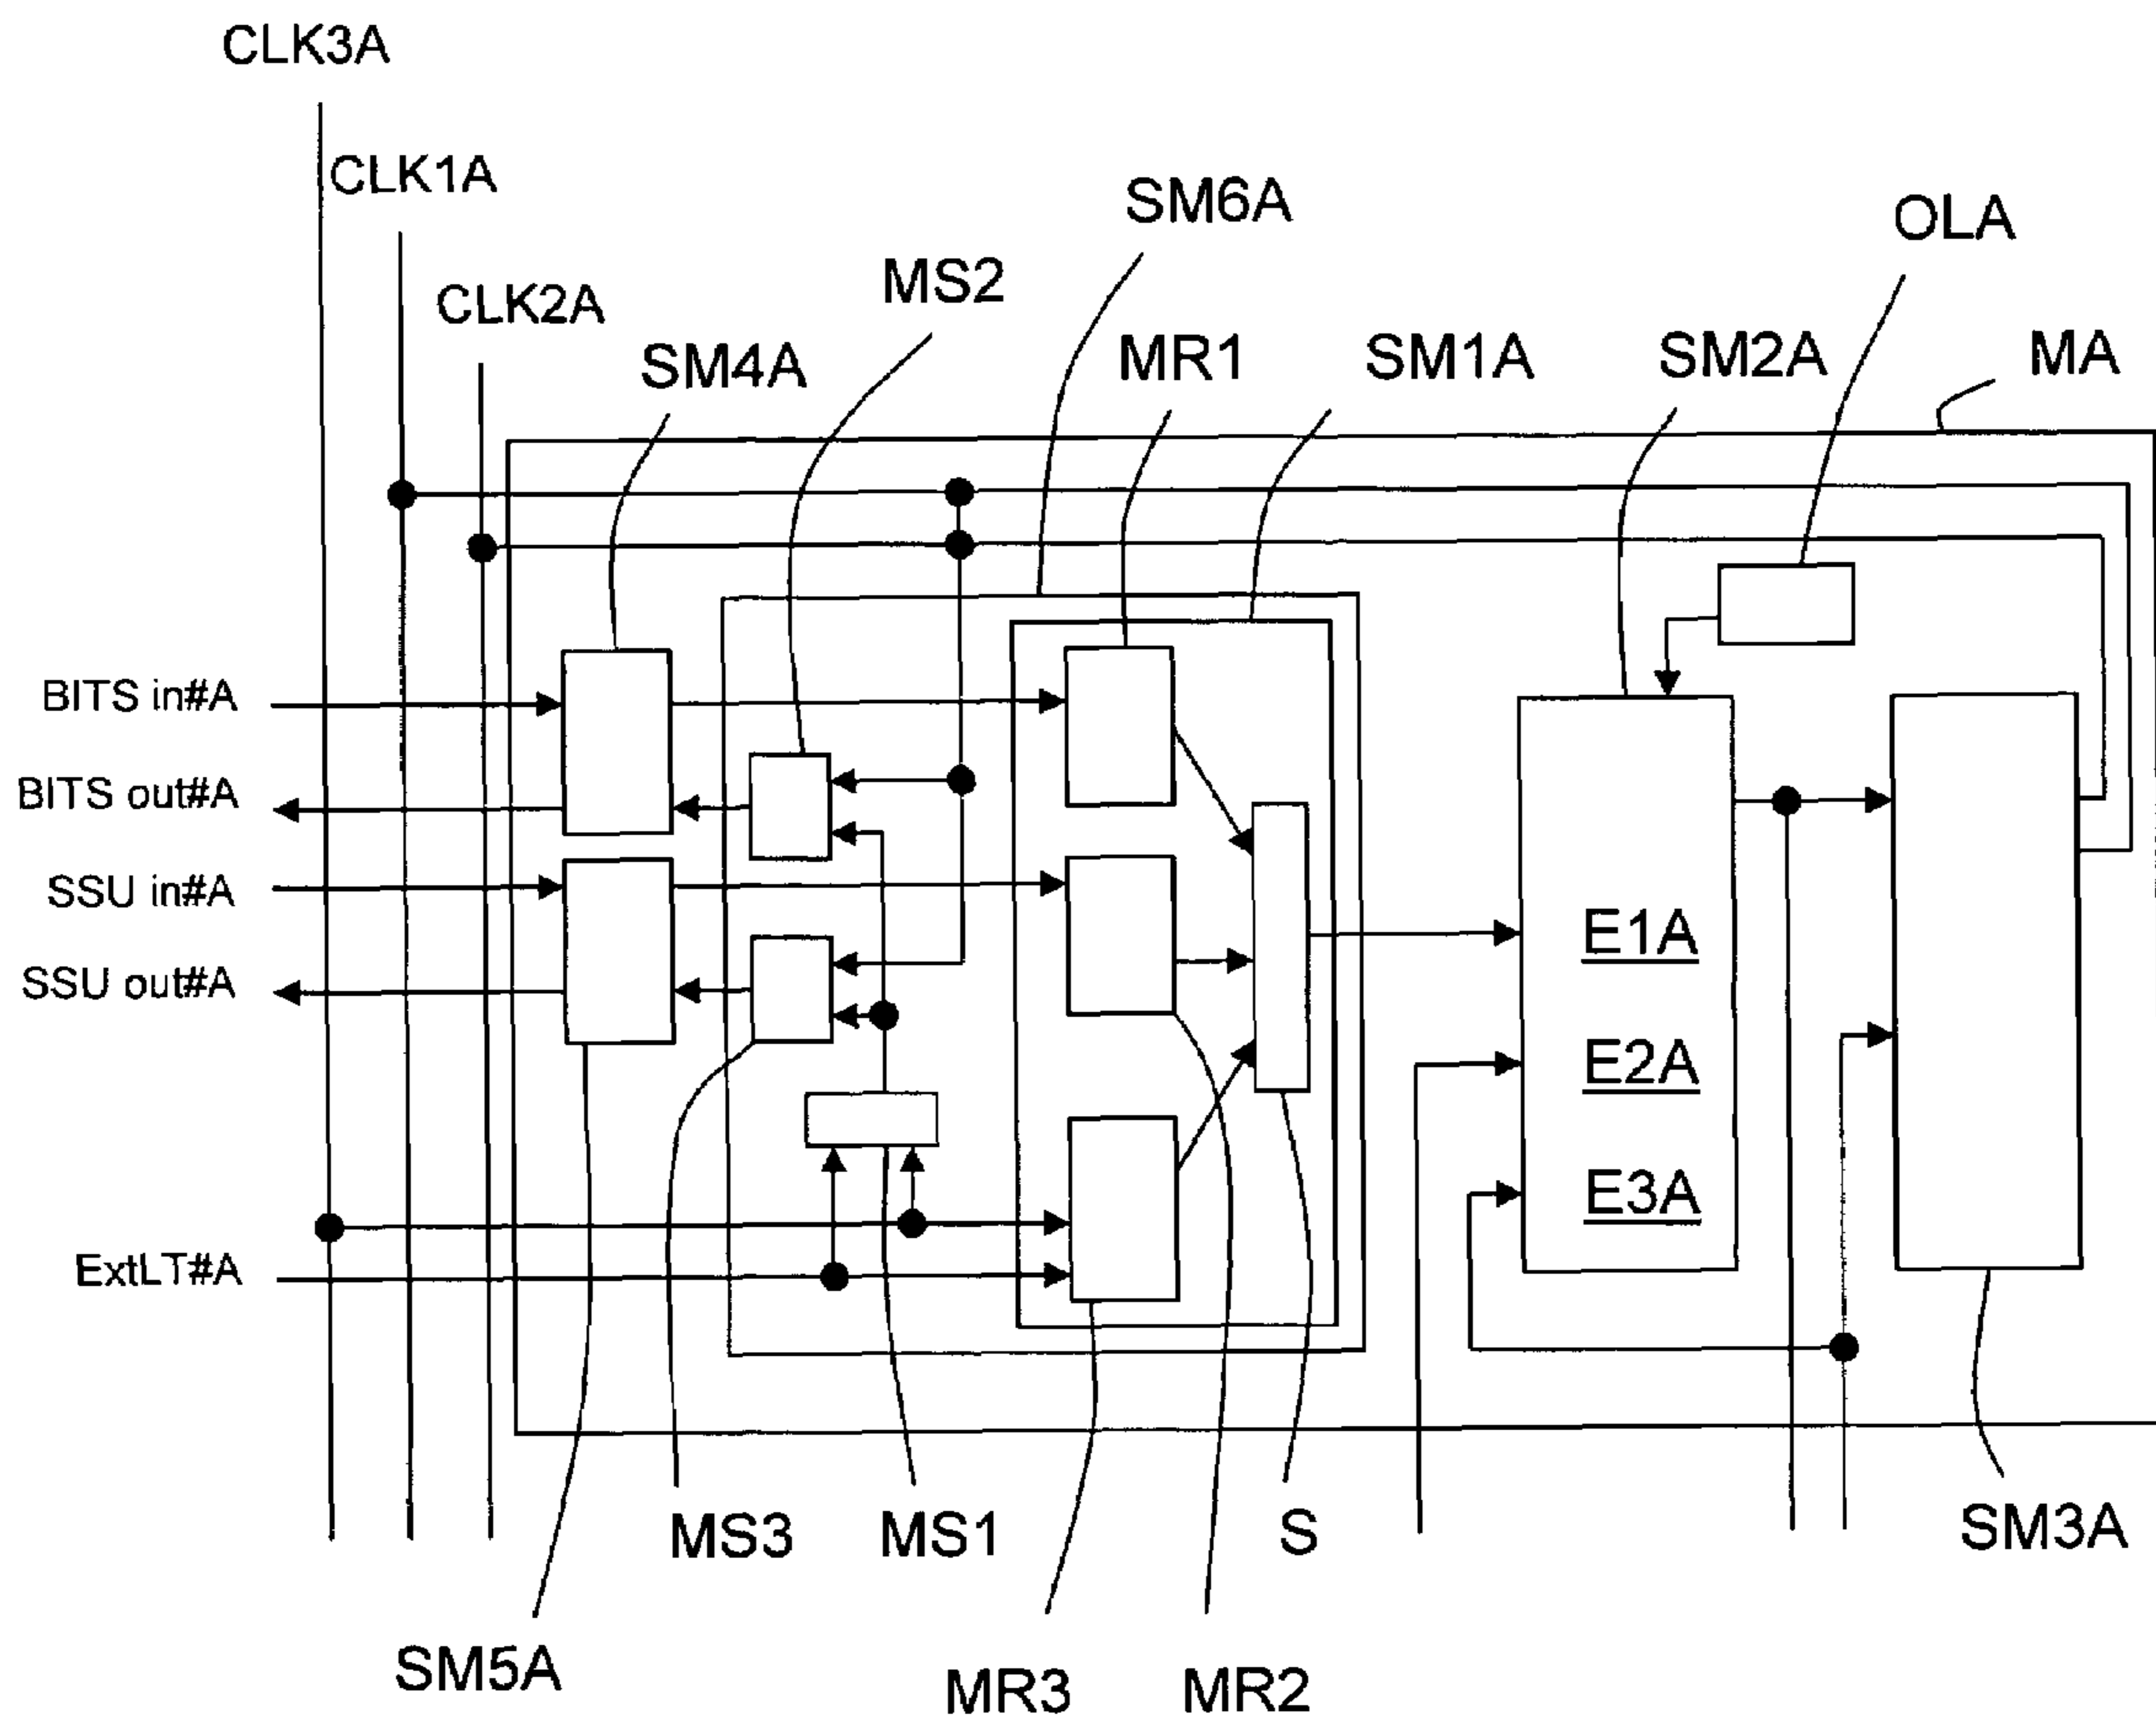 CLK3A
CLK1A
SM6A
OLA
MS2
CLK2A
SM4A
MR1
SM1A
SM2A
MA
BITS in#A
BITS out#A
SSU in#A
E1A
SSU out#A
E2A
E3A
ExtLT#A
MS3
MS1
S
SM3A
SM5A
MR3
MR2